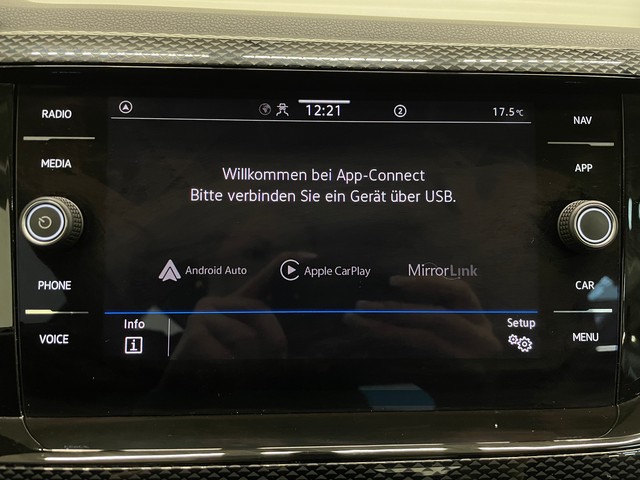 RADIO
MEDIA
PHONE
VOICE
12:21
2
17.5°C
Willkommen bei App-Connect
Bitte verbinden Sie ein Gerät über USB.
Android Auto
Apple CarPlay
MirrorLink
Info
i
Setup
NAV
APP
CAR
MENU